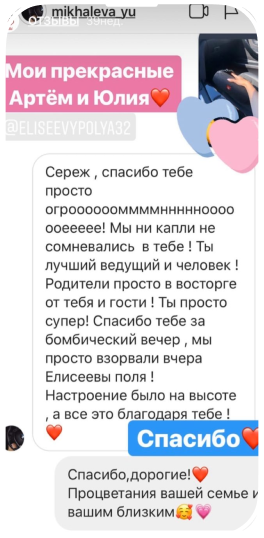 mikhaleva_yu
ОТЗЫВЫ 39нед.
Мои прекрасные
Артём и Юлия❤️
@ELISEEVYPOLYA32
Сереж , спасибо тебе
просто
огроооооommмнннннoooo
оoeeeee! Мы ни капли не
сомневались в тебе ! Ты
лучший ведущий и человек !
Родители просто в восторге
от тебя и гости ! Ты просто
супер! Спасибо тебе за
бомбический вечер , мы
просто взорвали вчера
Елисеевы поля !
Настроение было на высоте
, а все это благодаря тебе !
❤️
Спасибо❤️
Спасибо,дорогие!❤️
Процветания вашей семье и
вашим близким🥰💗